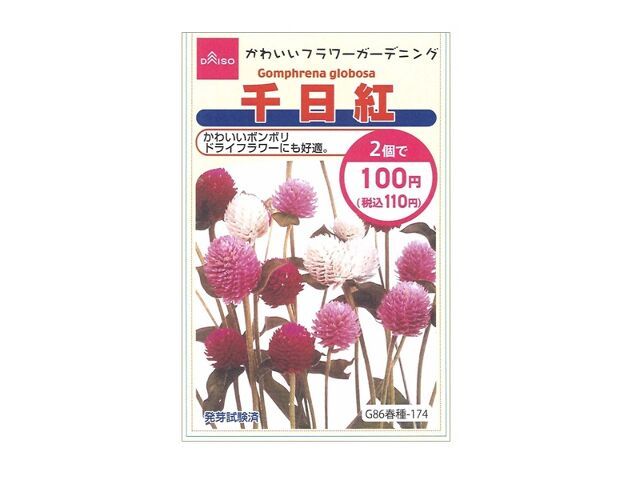 DAISO
かわいいフラワーガーデニング
Gomphrena globosa
千日紅
かわいいボンボリ
ドライフラワーにも好適。
2個で
100円
(税込110円)
発芽試験済
G86春種-174